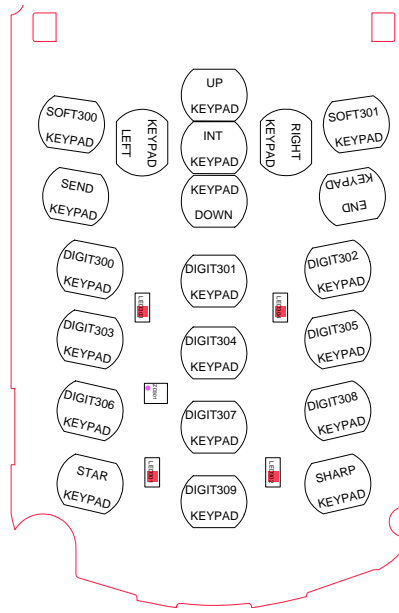 UP
KEYPAD
SOFT300
KEYPAD
KEYPAD
LEFT
INT
KEYPAD
RIGHT
KEYPAD
SOFT301
KEYPAD
SEND
KEYPAD
KEYPAD
DOWN
END
KEYPAD
DIGIT300
KEYPAD
DIGIT301
KEYPAD
DIGIT302
KEYPAD
DIGIT303
KEYPAD
DIGIT304
KEYPAD
DIGIT305
KEYPAD
DIGIT306
KEYPAD
DIGIT307
KEYPAD
DIGIT308
KEYPAD
STAR
KEYPAD
DIGIT309
KEYPAD
SHARP
KEYPAD